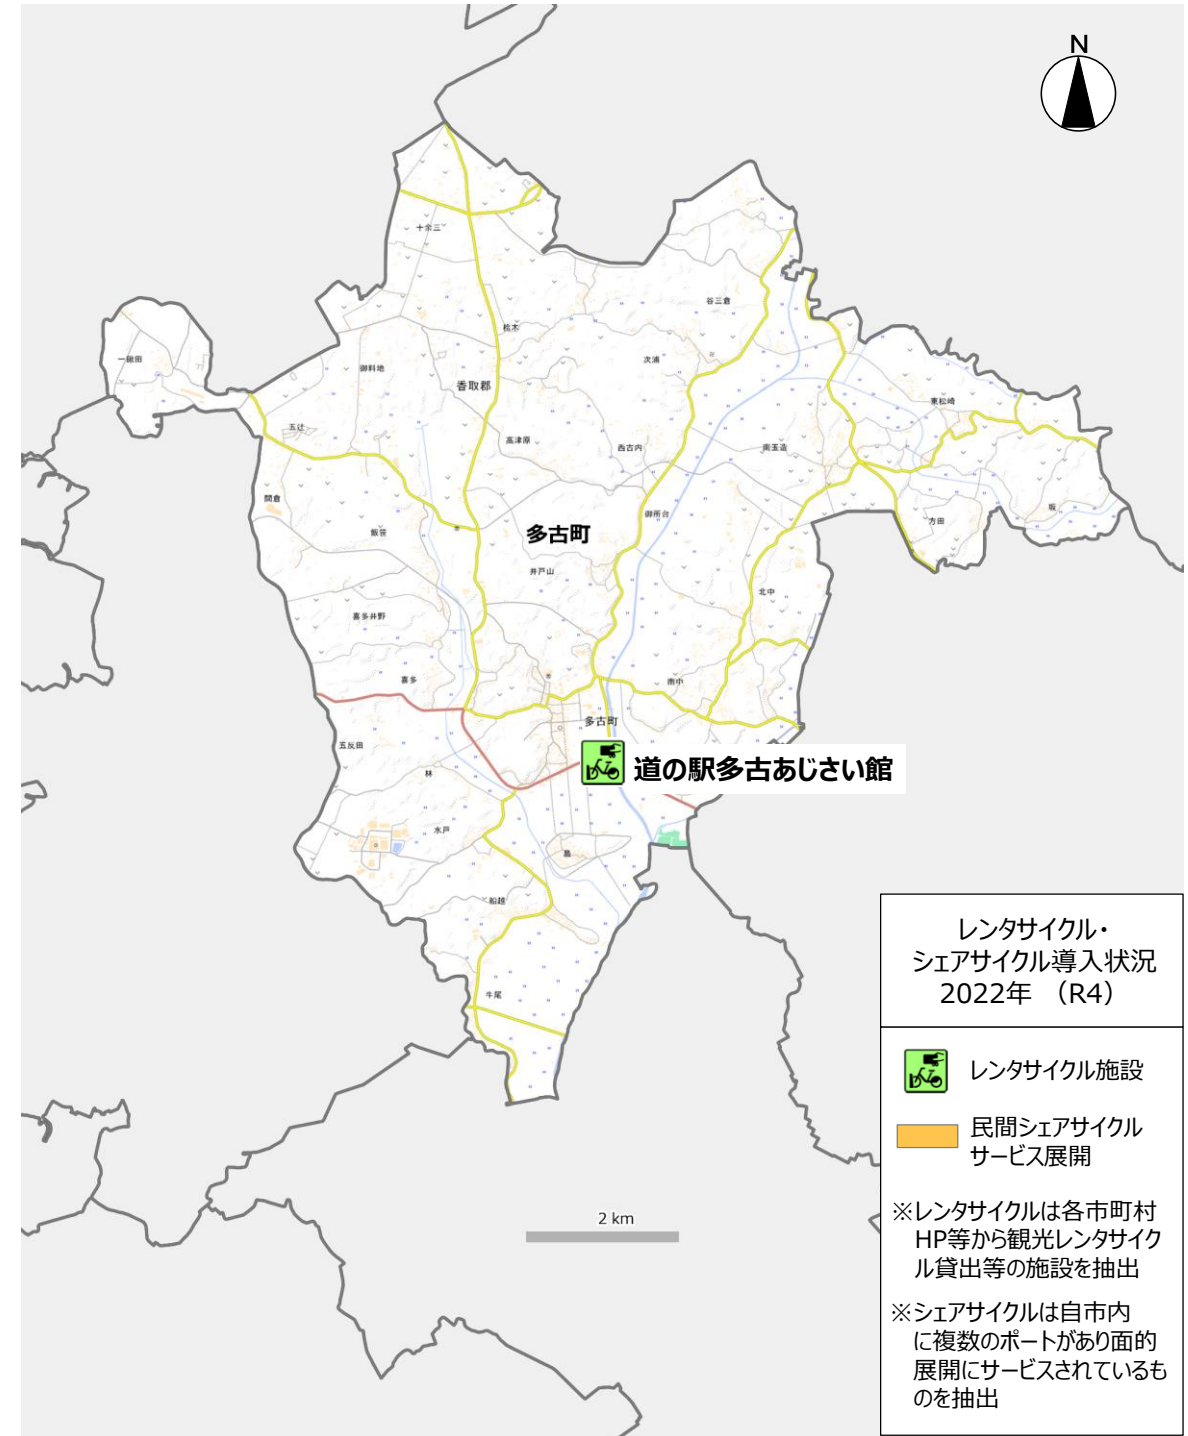 N
十余三
谷三倉
桧木
次浦
一鍬田
御料地
香取郡
東松崎
五辻
高津原
西古内
南玉造
間倉
御所台
飯笹
多古町
方田
坂
井戸山
北中
喜多井野
喜多
南中
多古町
五反田
道の駅多古あじさい館
林
水戸
島
船越
牛尾
レンタサイクル・
シェアサイクル導入状況
2022年 （R4）
レンタサイクル施設
民間シェアサイクル
サービス展開
※レンタサイクルは各市町村
HP等から観光レンタサイク
ル貸出等の施設を抽出
※シェアサイクルは自市内
に複数のポートがあり面的
展開にサービスされているも
のを抽出
2 km